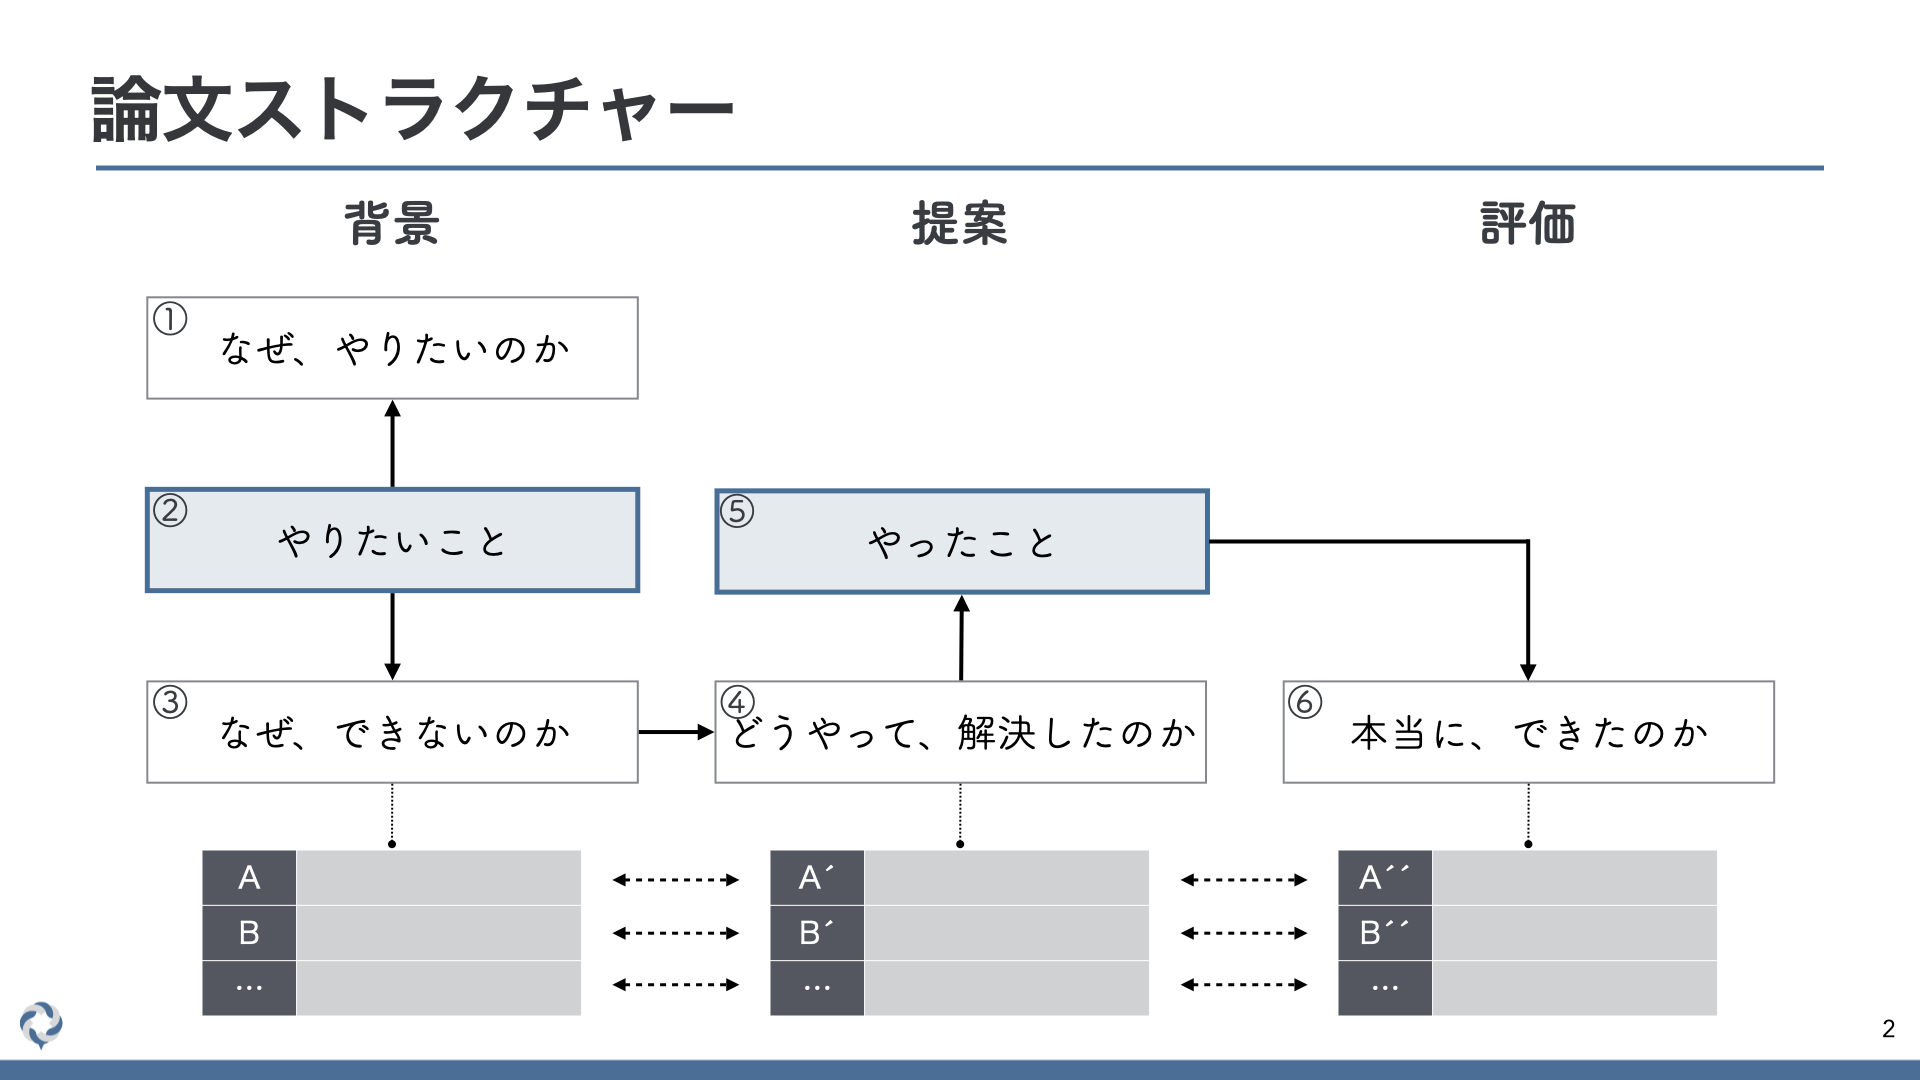 論文ストラクチャー
背景
提案
評価
①
なぜ、やりたいのか
②
やりたいこと
⑤
やったこと
③
なぜ、できないのか
④
どうやって、解決したのか
⑥
本当に、できたのか
A
A´
A´´
B
B´
B´´
…
…
…
2